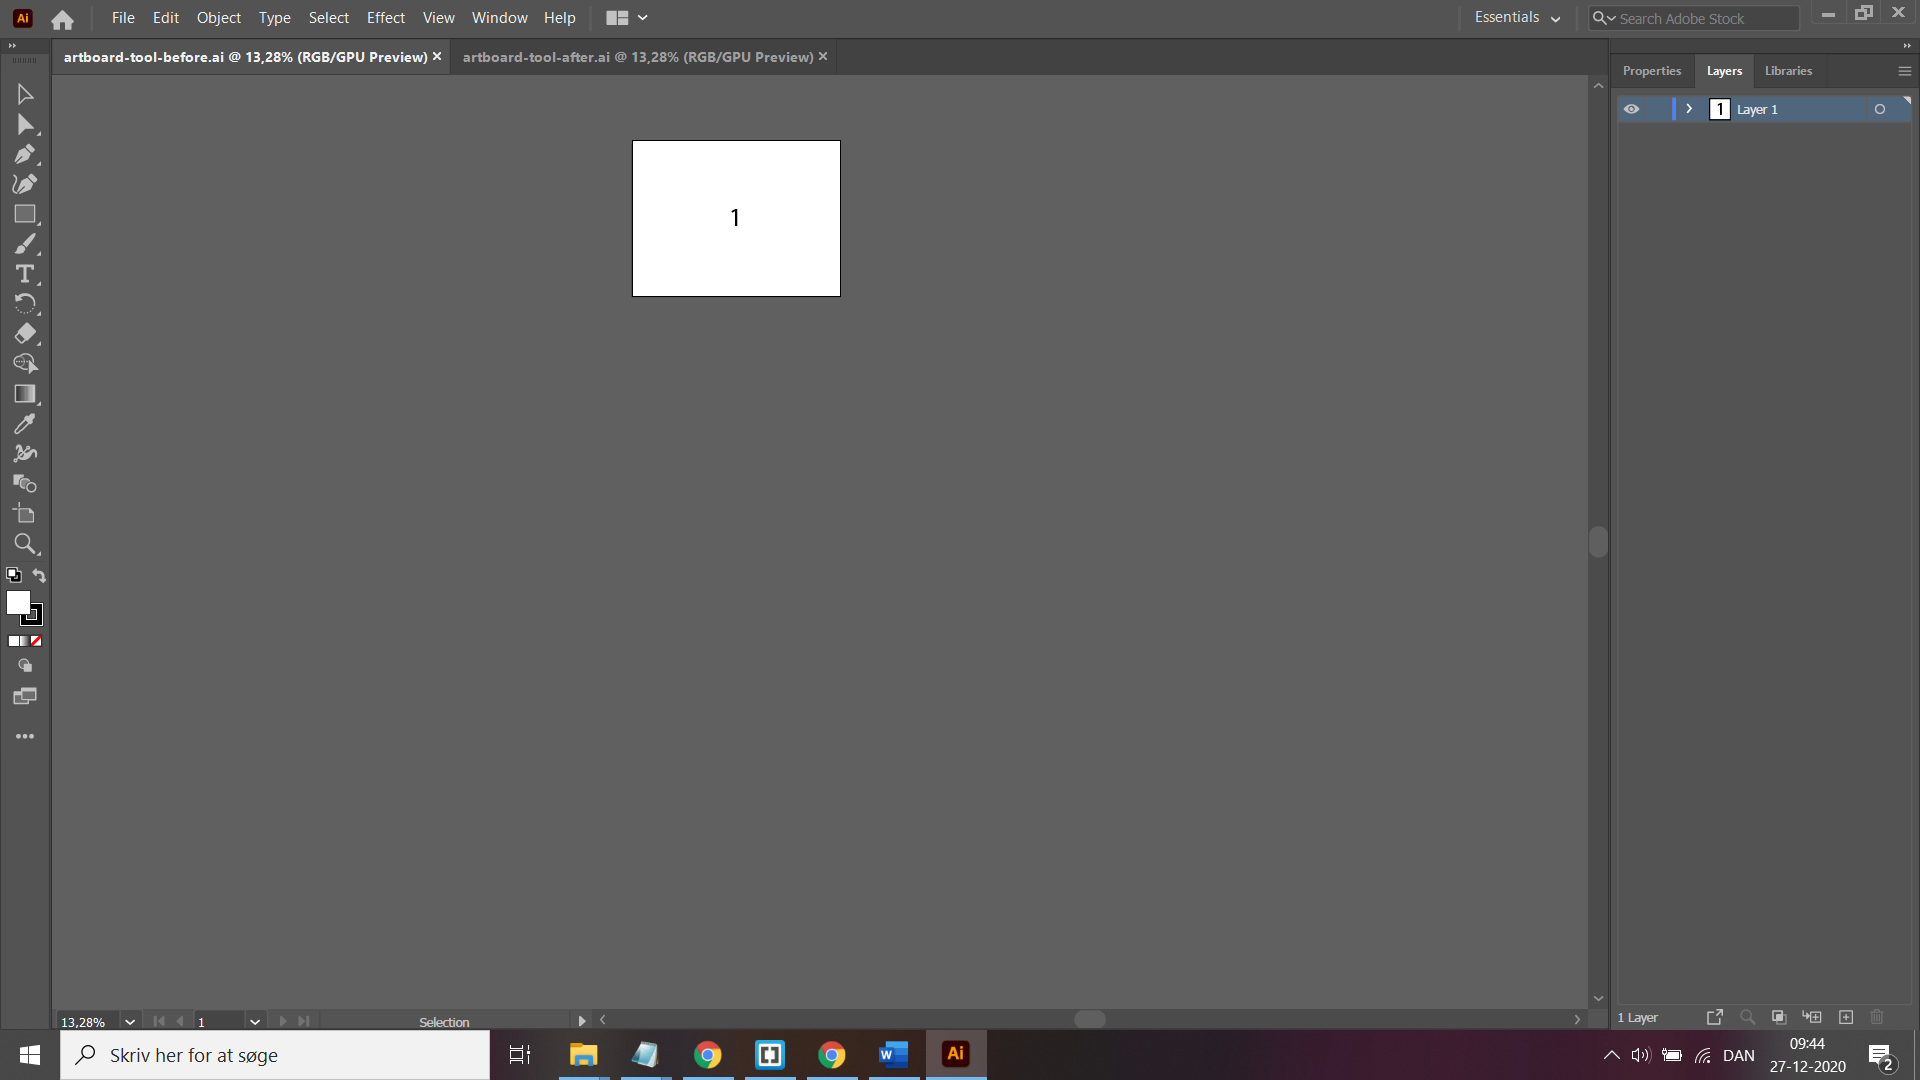 Ai File Edit Object Type Select Effect View Window Help Essentials Search Adobe Stock
artboard-tool-before.ai @ 13,28% (RGB/GPU Preview) × artboard-tool-after.ai @ 13,28% (RGB/GPU Preview) ×
Properties Layers Libraries
1 Layer 1
1
13,28% 1 Selection
1 Layer
Skriv her for at søge
W
Ai
DAN
09:44
27-12-2020
2